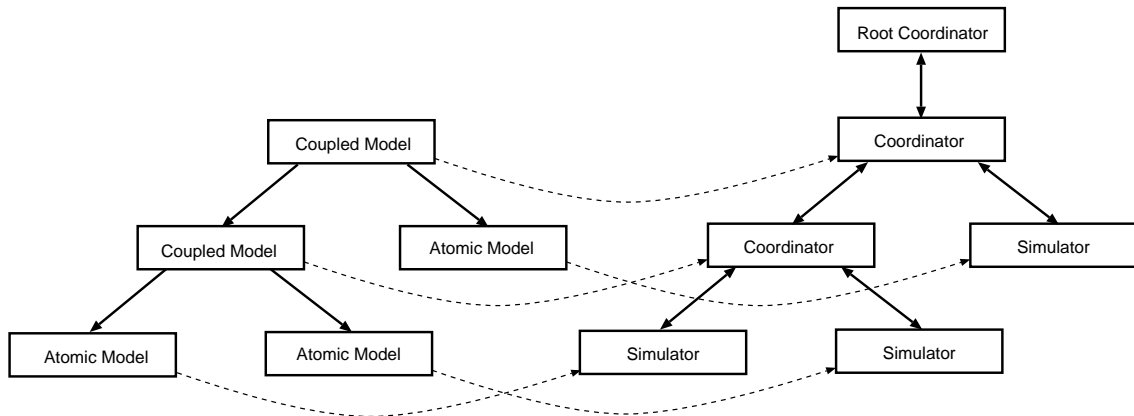 Root Coordinator
Coupled Model
Coordinator
Coupled Model
Atomic Model
Coordinator
Simulator
Atomic Model
Atomic Model
Simulator
Simulator